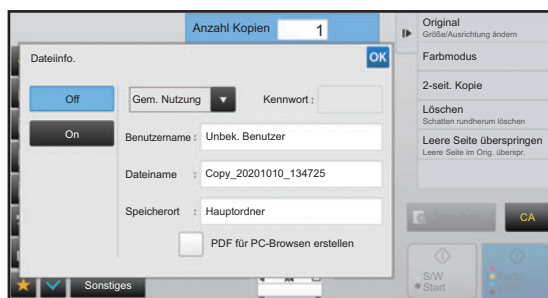 Anzahl Kopien 1
Original
Größe/Ausrichtung ändern
Farbmodus
2-seit. Kopie
Löschen
Schatten rundherum löschen
Leere Seite überspringen
Leere Seite im Orig. überspr.
Dateiinfo.
OK
Off
On
Gem. Nutzung
Kennwort :
Benutzername : Unbek. Benutzer
Dateiname : Copy_20201010_134725
Speicherort : Hauptordner
PDF für PC-Browsen erstellen
CA
Sonstiges
A4
S/W
Start